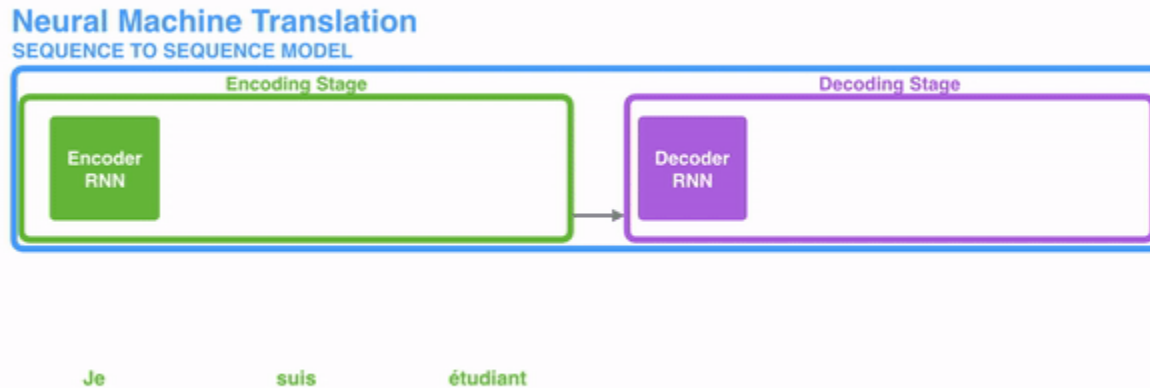 Neural Machine Translation
SEQUENCE TO SEQUENCE MODEL
Encoding Stage
Decoding Stage
Encoder
RNN
Decoder
RNN
Je suis étudiant